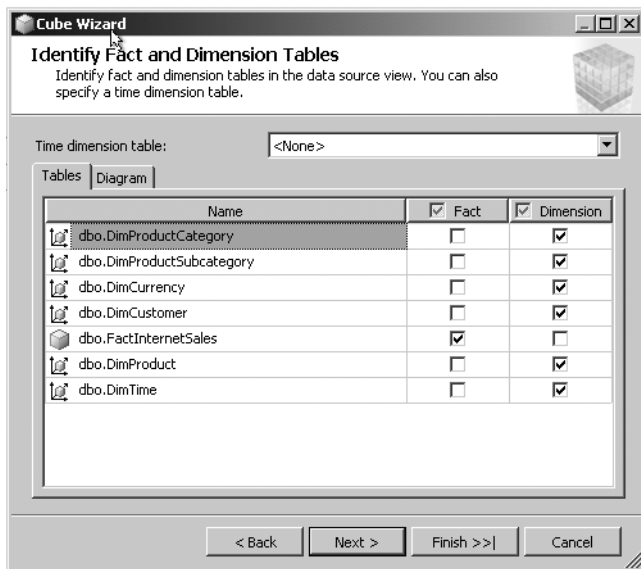 Cube Wizard
Identify Fact and Dimension Tables
Identify fact and dimension tables in the data source view. You can also
specify a time dimension table.
Time dimension table:
<None>
Tables
Diagram
Name
Fact
Dimension
dbo.DimProductCategory
dbo.DimProductSubcategory
dbo.DimCurrency
dbo.DimCustomer
dbo.FactInternetSales
dbo.DimProduct
dbo.DimTime
< Back
Next >
Finish >>|
Cancel